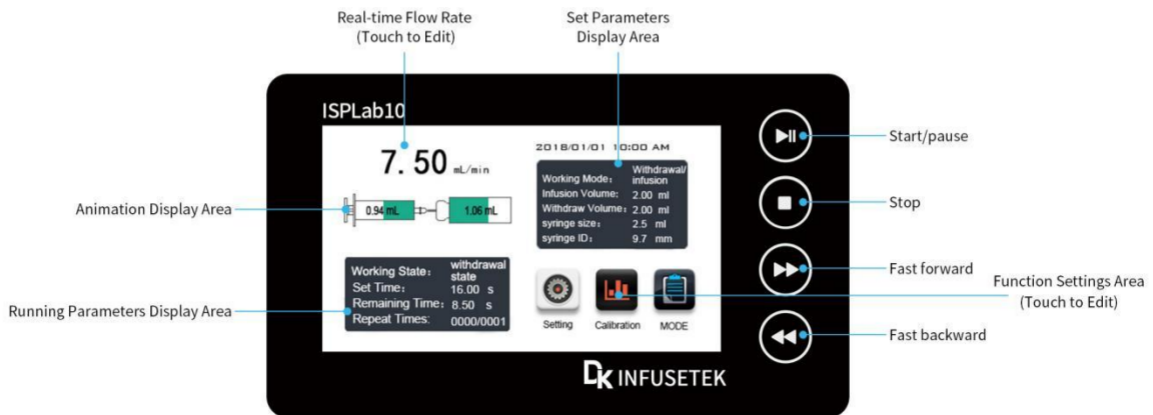 Real-time Flow Rate
(Touch to Edit)
Set Parameters
Display Area
ISPLab10
7.50 mL/min
2018/01/01 10:00 AM
Working Mode: Withdrawal/
infusion
Infusion Volume: 2.00 ml
Withdraw Volume: 2.00 ml
syringe size: 2.5 ml
syringe ID: 9.7 mm
Animation Display Area
0.94 mL
1.06 mL
Working State: withdrawal
state
Set Time: 16.00 s
Remaining Time: 8.50 s
Repeat Times: 0000/0001
Running Parameters Display Area
Setting
Calibration
MODE
Start/pause
Stop
Fast forward
Function Settings Area
(Touch to Edit)
Fast backward
DK INFUSETEK